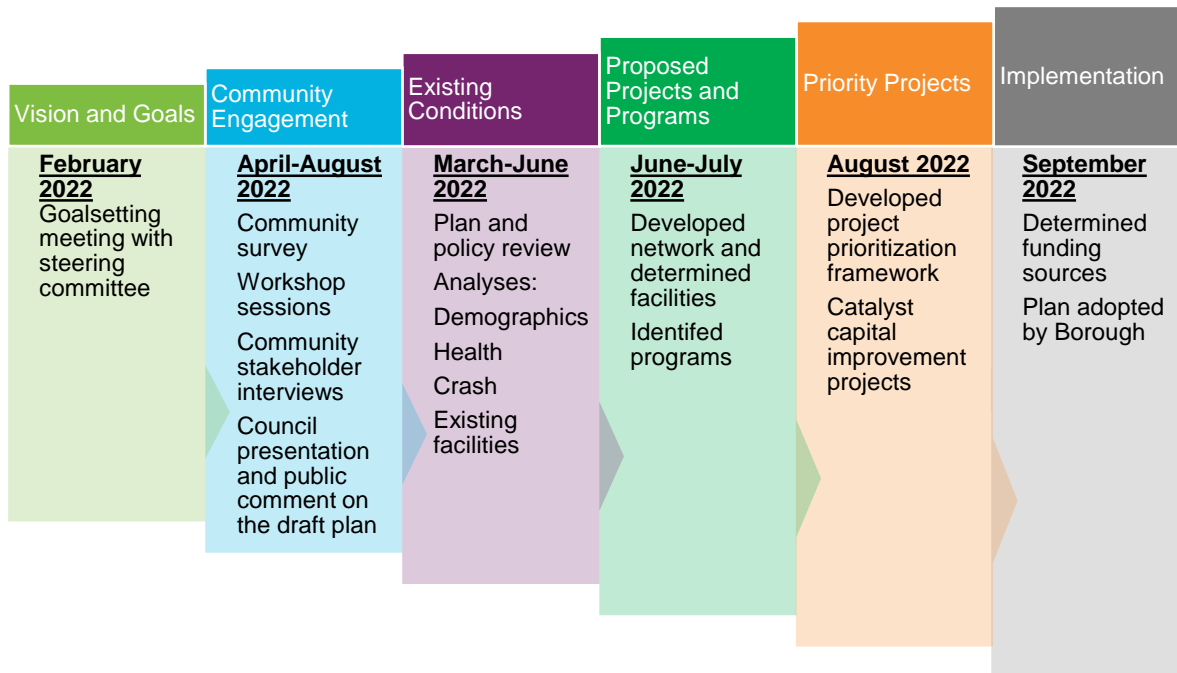 Vision and Goals
February
2022
Goalsetting
meeting with
steering
committee
Community
Engagement
April-August
2022
Community
survey
Workshop
sessions
Community
stakeholder
interviews
Council
presentation
and public
comment on
the draft plan
Existing
Conditions
March-June
2022
Plan and
policy review
Analyses:
Demographics
Health
Crash
Existing
facilities
Proposed
Projects and
Programs
June-July
2022
Developed
network and
determined
facilities
Identifed
programs
Priority Projects
August 2022
Developed
project
prioritization
framework
Catalyst
capital
improvement
projects
Implementation
September
2022
Determined
funding
sources
Plan adopted
by Borough